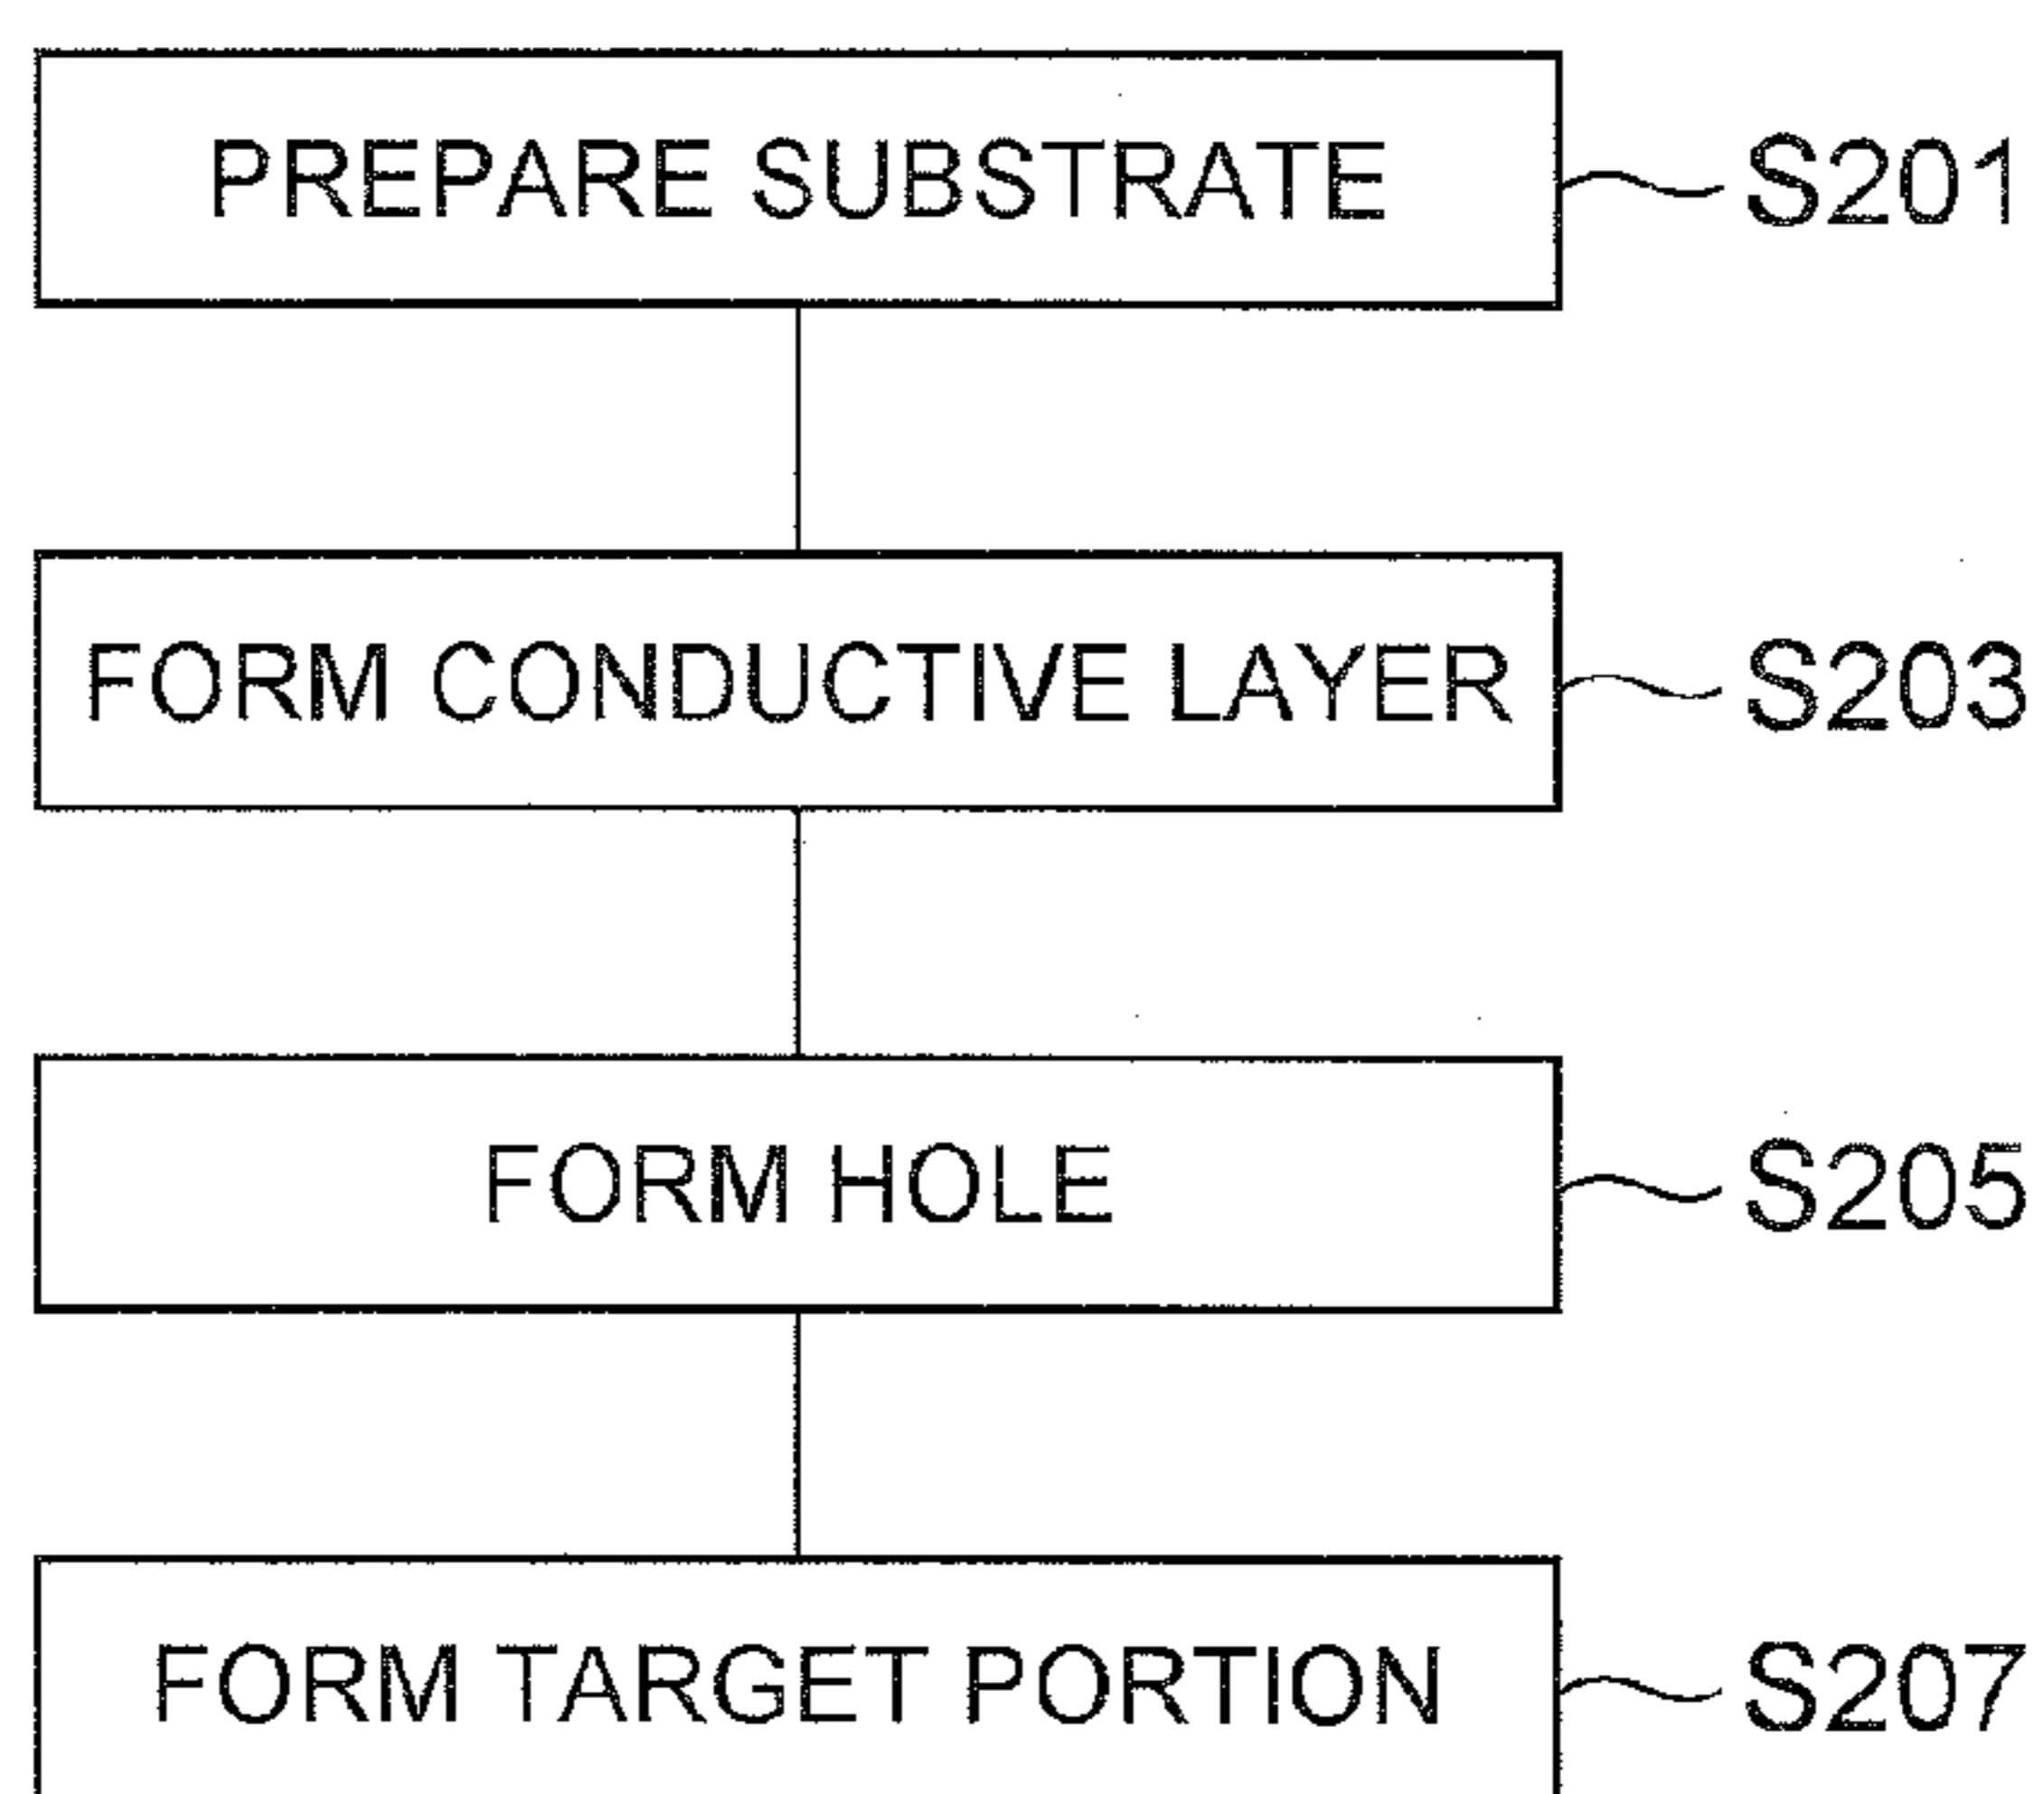 PREPARE SUBSTRATE S201
FORM CONDUCTIVE LAYER S203
FORM HOLE S205
FORM TARGET PORTION S207